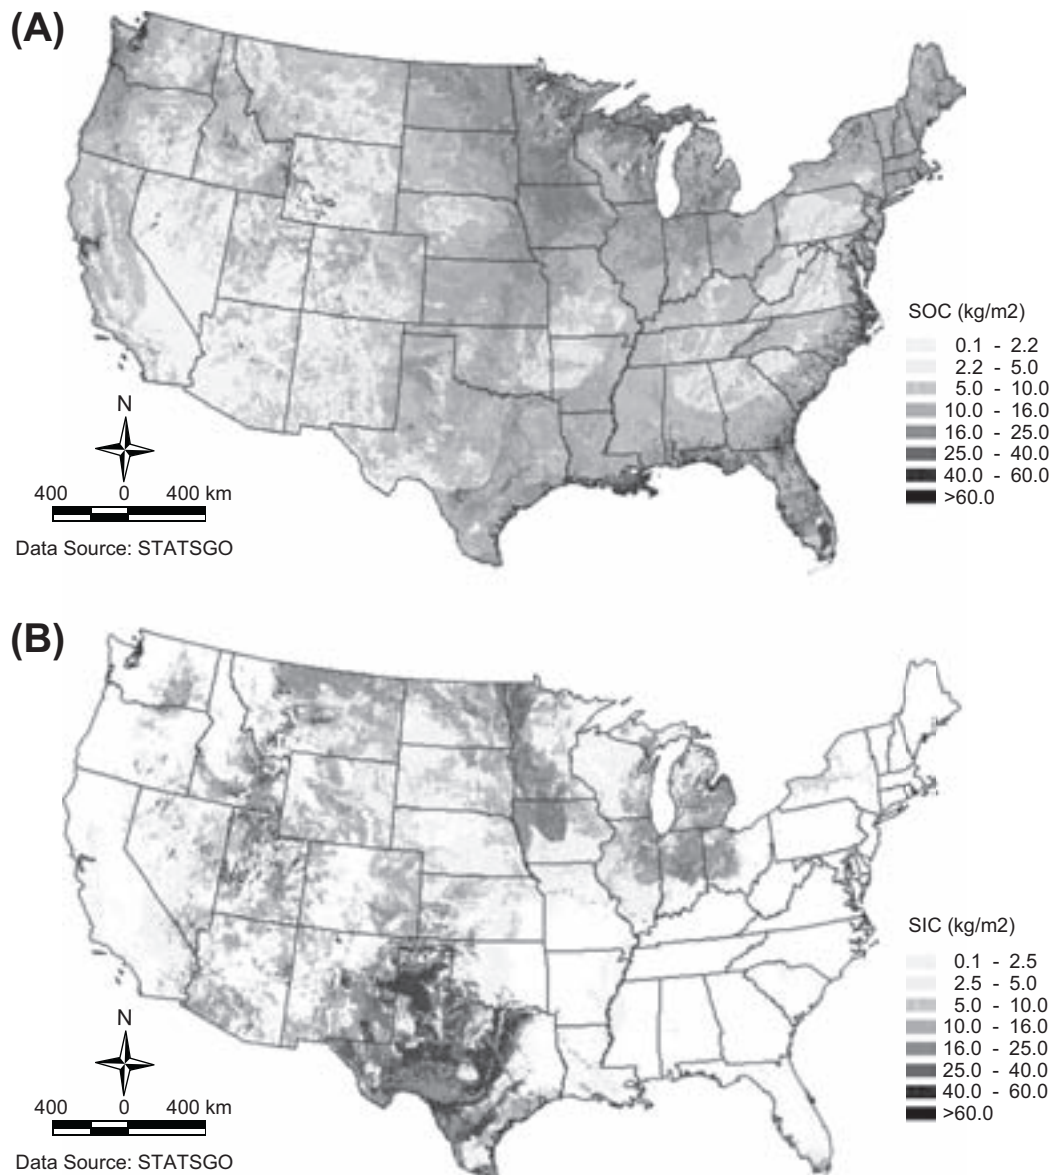 (A)
SOC (kg/m2)
0.1 - 2.2
2.2 - 5.0
5.0 - 10.0
10.0 - 16.0
16.0 - 25.0
25.0 - 40.0
40.0 - 60.0
>60.0
N
400 0 400 km
Data Source: STATSGO
(B)
SIC (kg/m2)
0.1 - 2.5
2.5 - 5.0
5.0 - 10.0
10.0 - 16.0
16.0 - 25.0
25.0 - 40.0
40.0 - 60.0
>60.0
N
400 0 400 km
Data Source: STATSGO